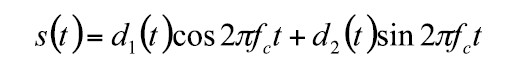 s(t)= d₁(t)cos 2πf꜀t + d₂(t)sin 2πf꜀t